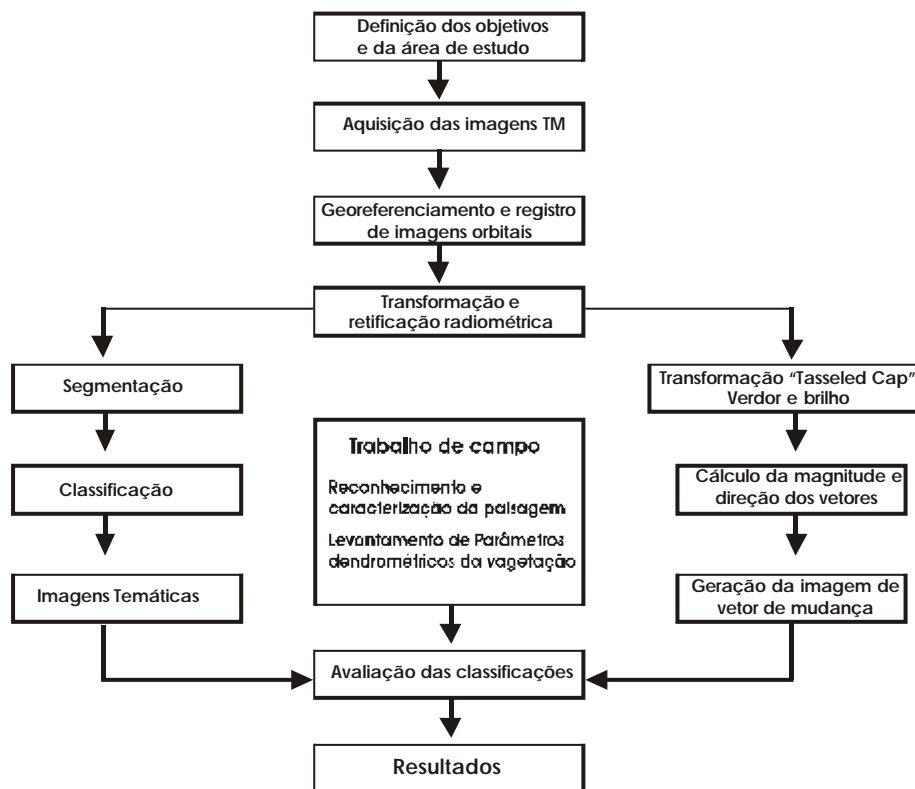 Definição dos objetivos
e da área de estudo
Aquisição das imagens TM
Georeferenciamento e registro
de imagens orbitais
Transformação e
retificação radiométrica
Segmentação
Classificação
Imagens Temáticas
Trabalho de campo
Reconhecimento e
caracterização da paisagem
Levantamento de Parâmetros
dendrométricos da vagetação
Transformação “Tasseled Cap”
Verdor e brilho
Cálculo da magnitude e
direção dos vetores
Geração da imagem de
vetor de mudança
Avaliação das classificações
Resultados